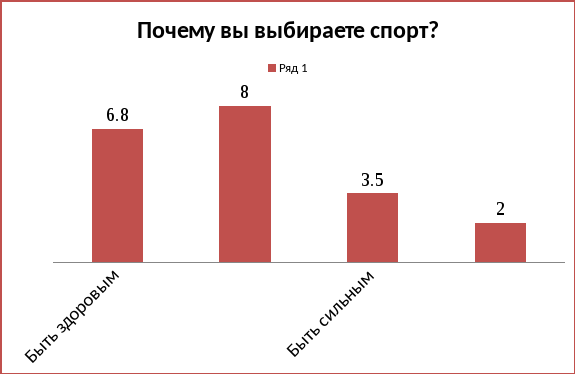 Почему вы выбираете спорт?
Ряд 1
6.8
8
3.5
2
Быть здоровым
Быть сильным